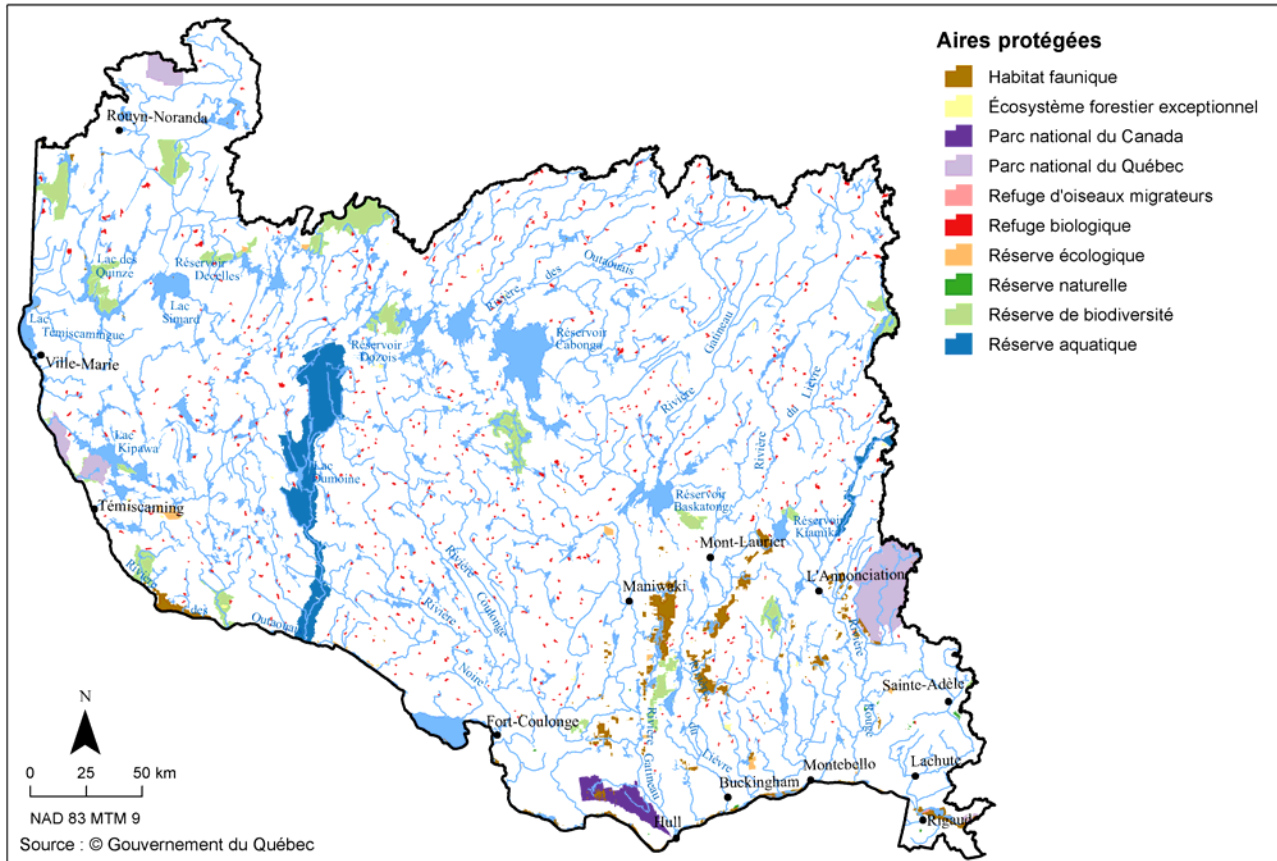 Aires protégées
Habitat faunique
Écosystème forestier exceptionnel
Parc national du Canada
Parc national du Québec
Refuge d'oiseaux migrateurs
Refuge biologique
Réserve écologique
Réserve naturelle
Réserve de biodiversité
Réserve aquatique
Rouyn-Noranda
Lac des
Quinze
Réservoir
Decelles
Lac
Simard
Rivière des Outaouais
Lac
Témiscamingue
Ville-Marie
Réservoir
Dozois
Réservoir
Cabonga
Rivière Gatineau
Rivière du Lièvre
Lac
Kipawa
Lac
Dumoine
Témiscaming
Réservoir
Baskatong
Réservoir
Kiamika
Mont-Laurier
L'Annonciation
Maniwaki
Rivière des Outaouais
Rivière Coulonge
Rivière Noire
Rivière Rouge
Sainte-Adèle
Fort-Coulonge
Rivière Gatineau
du Lièvre
Buckingham
Montebello
Lachute
Hull
Rigaud
N
0 25 50 km
NAD 83 MTM 9
Source : © Gouvernement du Québec